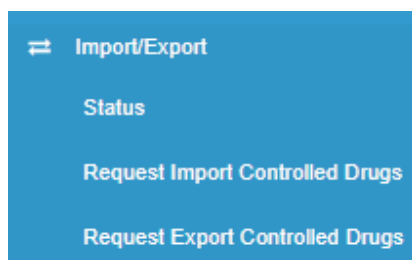 Import/Export
Status
Request Import Controlled Drugs
Request Export Controlled Drugs